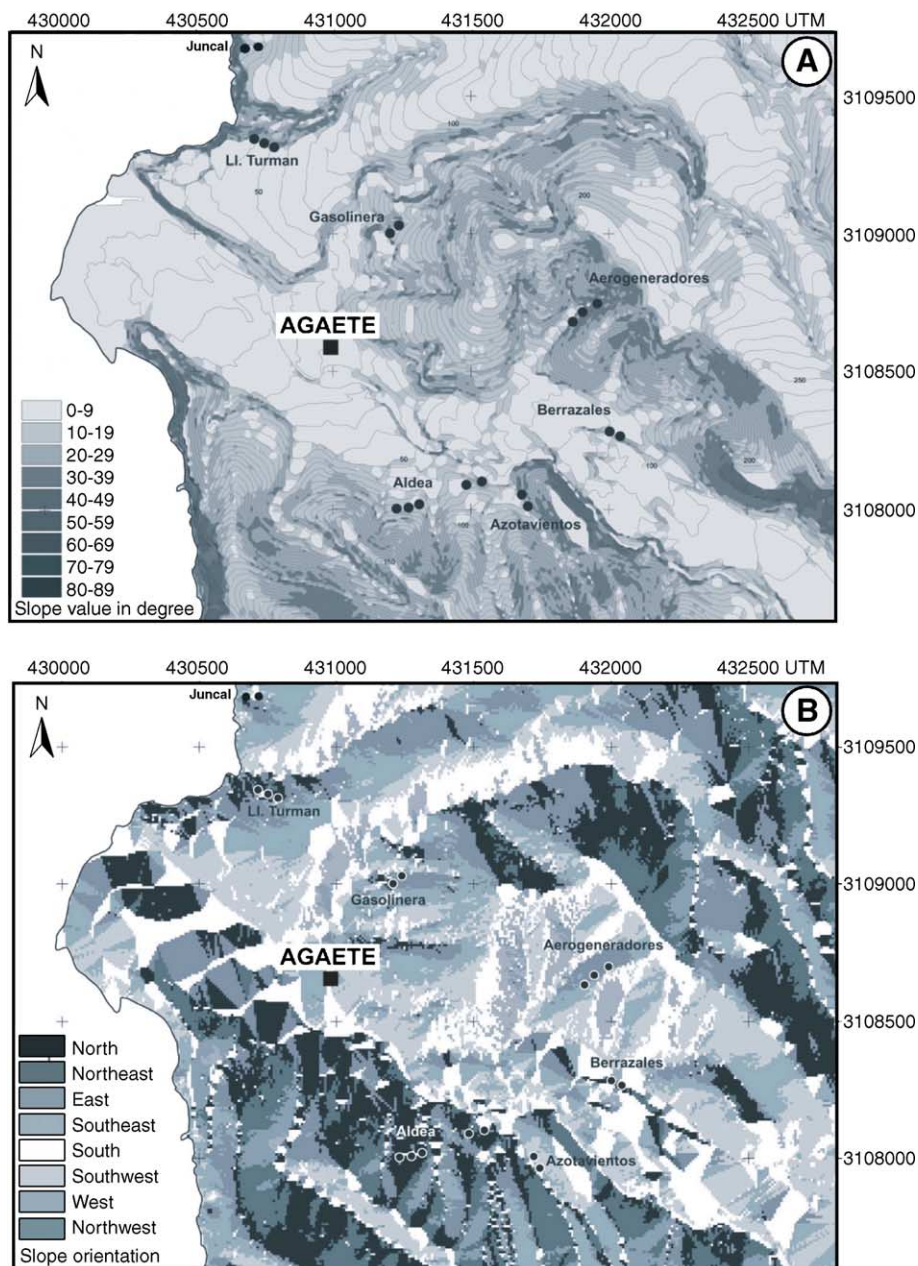 430000 430500 431000 431500 432000 432500 UTM
Juncal
N
A
3109500
Ll. Turman
100
50
200
Gasolinera
3109000
Aerogeneradores
AGAETE
3108500
250
Berrazales
0-9
10-19
20-29
30-39
40-49
50-59
60-69
70-79
80-89
Slope value in degree
50
100
200
Aldea
3108000
100
Azotavientos
430000 430500 431000 431500 432000 432500 UTM
Juncal
N
B
3109500
Ll. Turman
3109000
Gasolinera
Aerogeneradores
AGAETE
3108500
Berrazales
North
Northeast
East
Southeast
South
Southwest
West
Northwest
Slope orientation
Aldea
3108000
Azotavientos